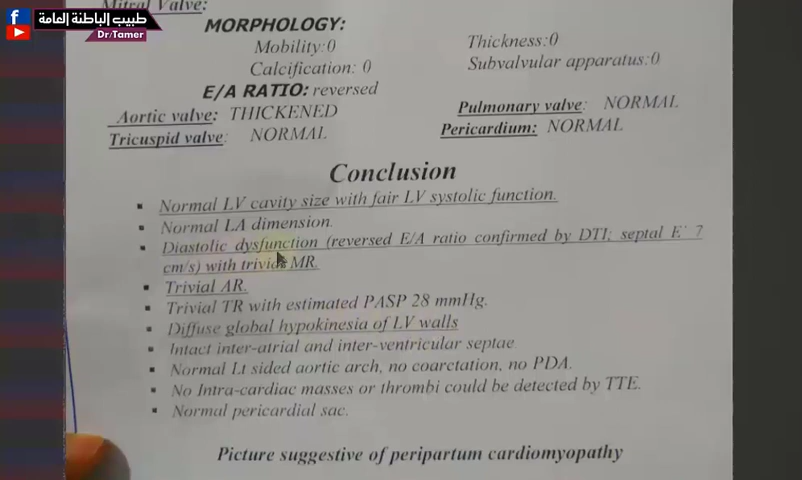 طبيب الباطنة العامة
Dr/Tamer
Mitral Valve:
MORPHOLOGY:
Mobility:0 Thickness:0
Calcification: 0 Subvalvular apparatus:0
E/A RATIO: reversed
Aortic valve: THICKENED Pulmonary valve: NORMAL
Tricuspid valve: NORMAL Pericardium: NORMAL
Conclusion
▪ Normal LV cavity size with fair LV systolic function.
▪ Normal LA dimension.
▪ Diastolic dysfunction (reversed E/A ratio confirmed by DTI; septal E' 7
cm/s) with trivial MR.
▪ Trivial AR.
▪ Trivial TR with estimated PASP 28 mmHg.
▪ Diffuse global hypokinesia of LV walls
▪ Intact inter-atrial and inter-ventricular septae
▪ Normal Lt sided aortic arch, no coarctation, no PDA.
▪ No Intra-cardiac masses or thrombi could be detected by TTE.
▪ Normal pericardial sac.
Picture suggestive of peripartum cardiomyopathy